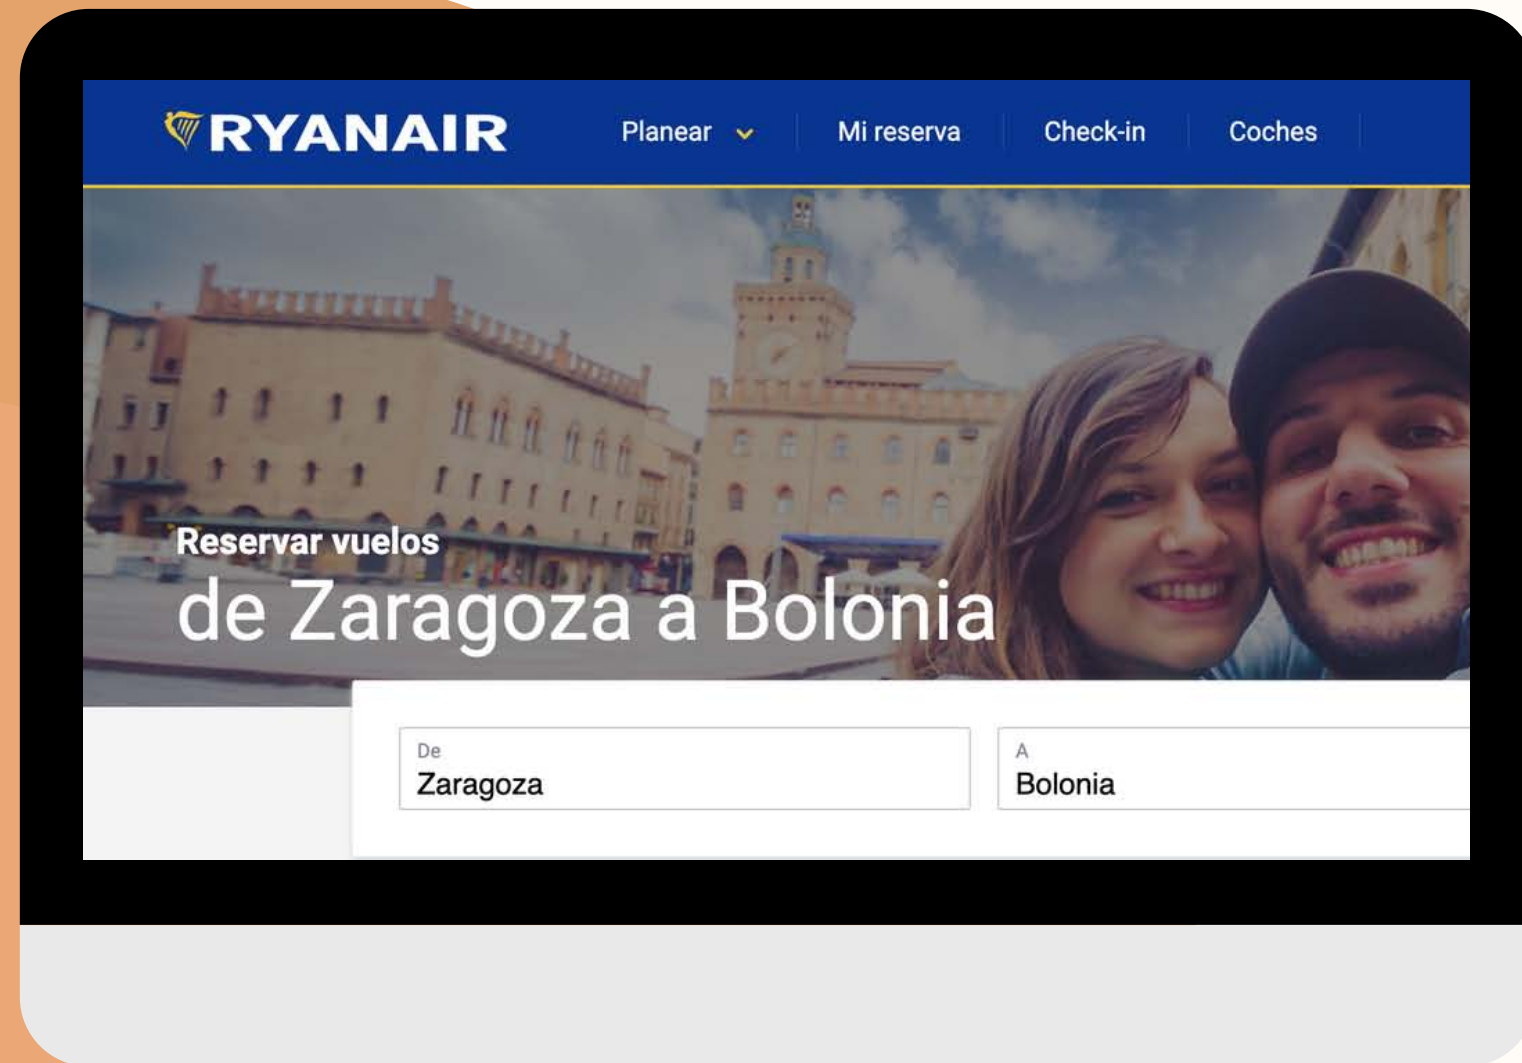 RYANAIR
Planear
Mi reserva
Check-in
Coches
Reservar vuelos
de Zaragoza a Bolonia
De
Zaragoza
A
Bolonia